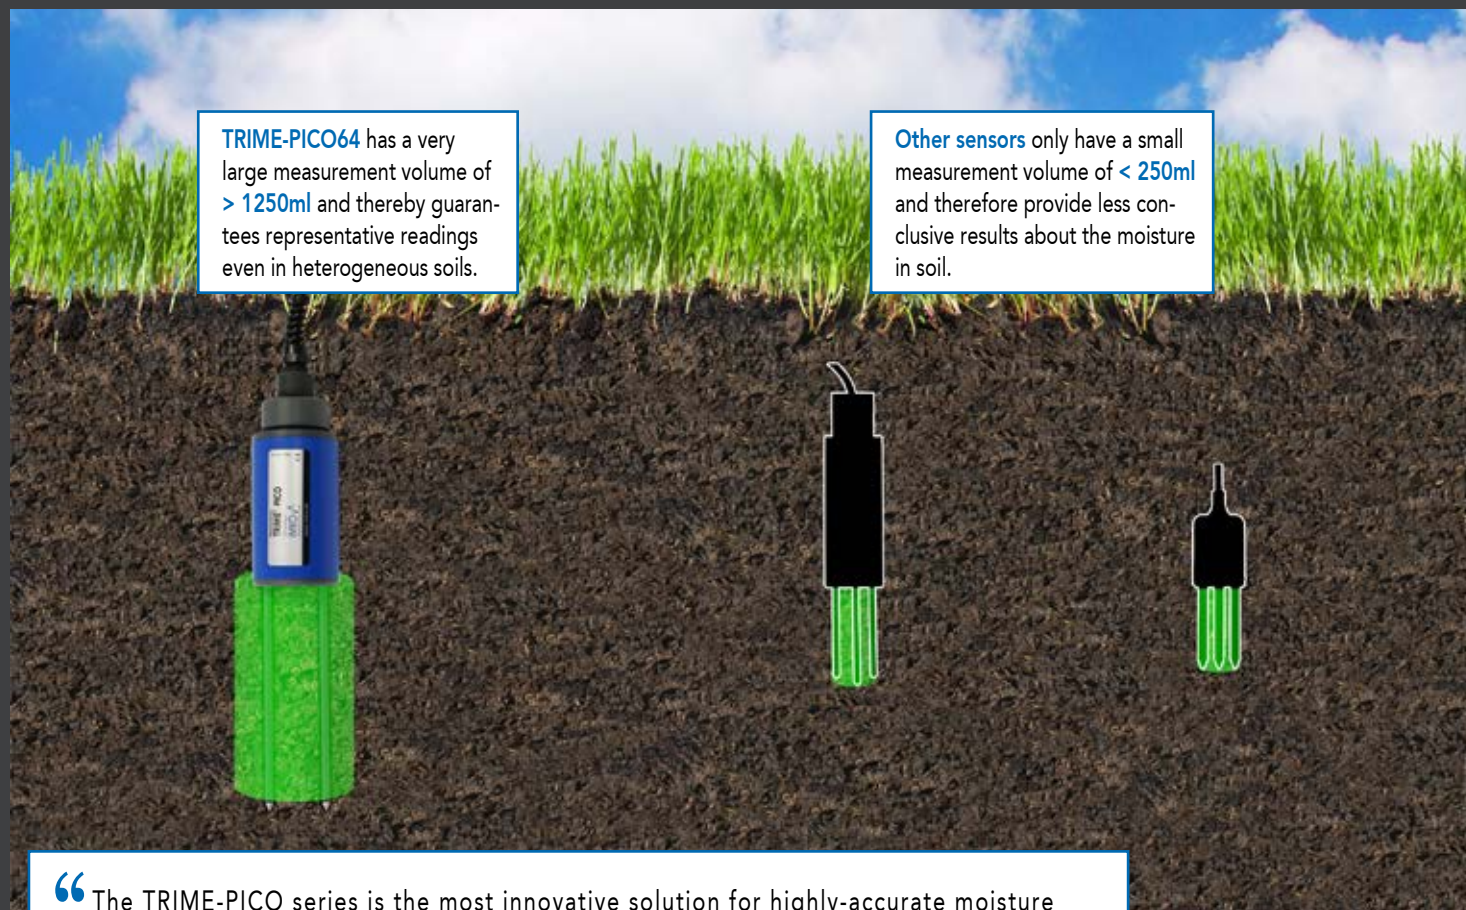 TRIME-PICO64 has a very
large measurement volume of
> 1250ml and thereby guaran-
tees representative readings
even in heterogeneous soils.
Other sensors only have a small
measurement volume of < 250ml
and therefore provide less con-
clusive results about the moisture
in soil.
TRIME PICO
“ The TRIME-PICO series is the most innovative solution for highly-accurate moisture